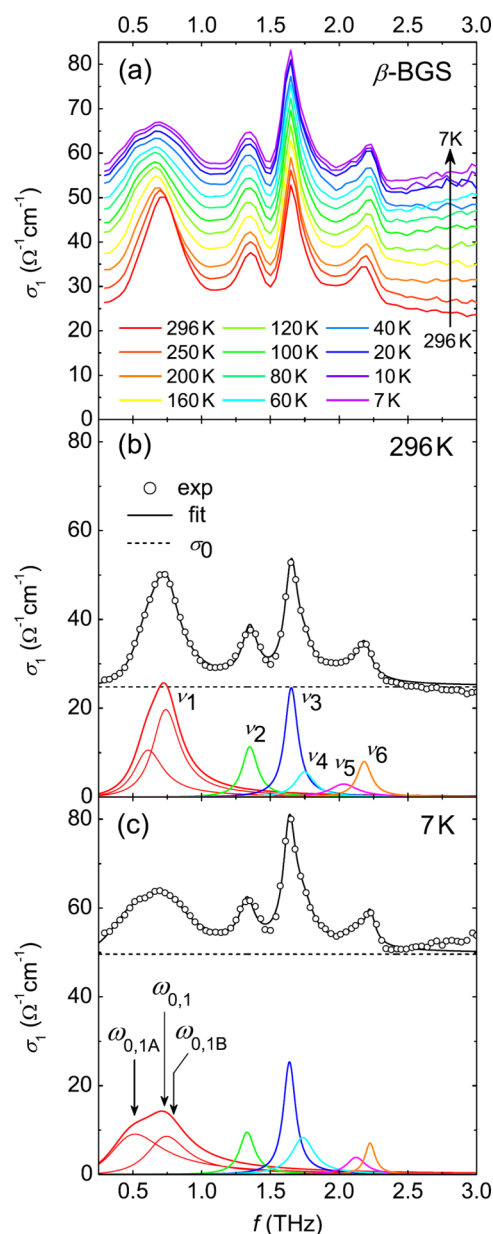 0.5 1.0 1.5 2.0 2.5 3.0
(a) β-BGS
80
70
60
50
40
30
20
10
0
σ₁ (Ω⁻¹cm⁻¹)
7K
296K
296K 120K 40K
250K 100K 20K
200K 80K 10K
160K 60K 7K
(b) 296K
exp
fit
σ₀
80
60
40
20
0
σ₁ (Ω⁻¹cm⁻¹)
ν₁ ν₂ ν₃ ν₄ ν₅ ν₆
(c) 7K
80
60
40
20
0
σ₁ (Ω⁻¹cm⁻¹)
ω₀,₁
ω₀,₁A ω₀,₁B
0.5 1.0 1.5 2.0 2.5 3.0
f (THz)